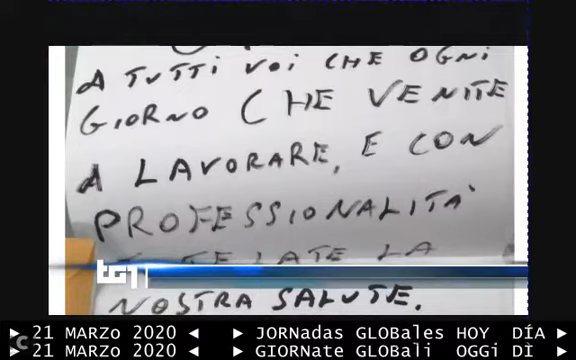 A TUTTI VOI CHE OGNI
GIORNO CHE VENITE
A LAVORARE, E CON
PROFESSIONALITÀ
LA
tg1
NOSTRA SALUTE.
▶ 21 MARZo 2020 ◀ ▶ JORNadas GLOBales HOY DÍA ▶
▶ 21 MARZO 2020 ◀ ▶ GIORNate GLOBali OGGi DÌ ▶